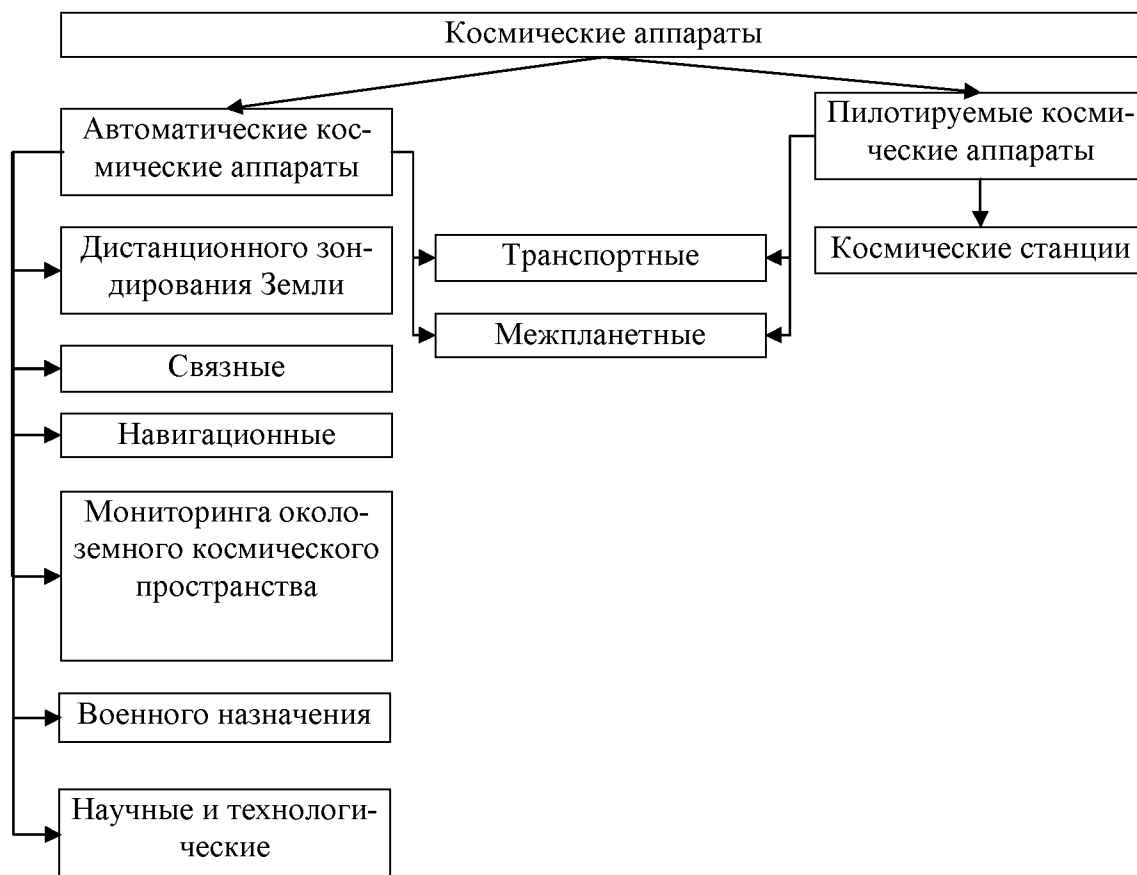 Космические аппараты
Автоматические кос-
мические аппараты
Пилотируемые косми-
ческие аппараты
Дистанционного зон-
дирования Земли
Транспортные
Космические станции
Межпланетные
Связные
Навигационные
Мониторинга около-
земного космического
пространства
Военного назначения
Научные и технологи-
ческие